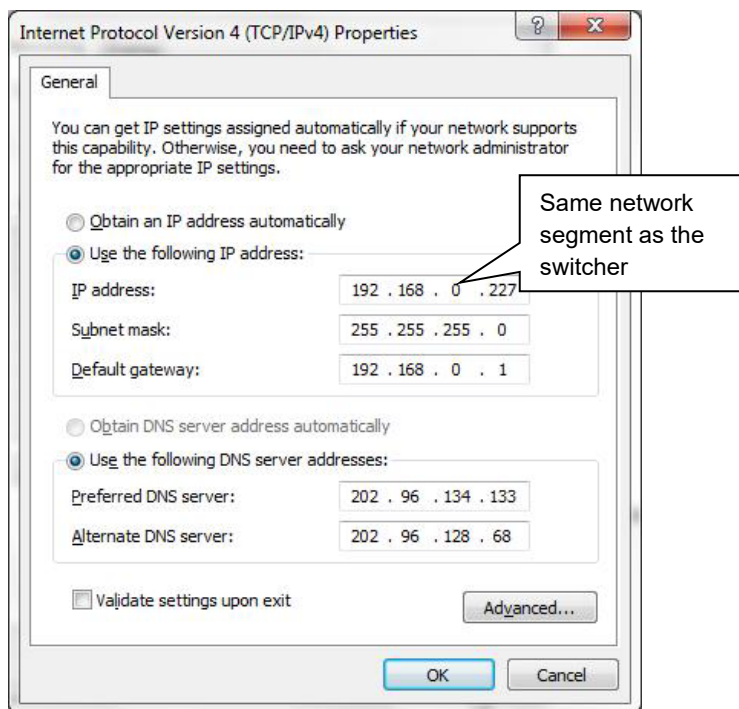 Internet Protocol Version 4 (TCP/IPv4) Properties
General
You can get IP settings assigned automatically if your network supports
this capability. Otherwise, you need to ask your network administrator
for the appropriate IP settings.
Same network
segment as the
switcher
Obtain an IP address automatically
Use the following IP address:
IP address: 192 . 168 . 0 . 227
Subnet mask: 255 . 255 . 255 . 0
Default gateway: 192 . 168 . 0 . 1
Obtain DNS server address automatically
Use the following DNS server addresses:
Preferred DNS server: 202 . 96 . 134 . 133
Alternate DNS server: 202 . 96 . 128 . 68
Validate settings upon exit
Advanced...
OK Cancel